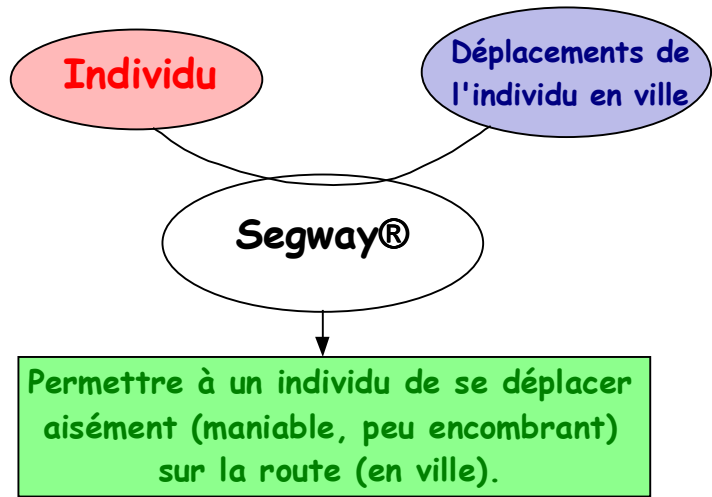 Individu
Déplacements de
l'individu en ville
Segway®
Permettre à un individu de se déplacer
aisément (maniable, peu encombrant)
sur la route (en ville).